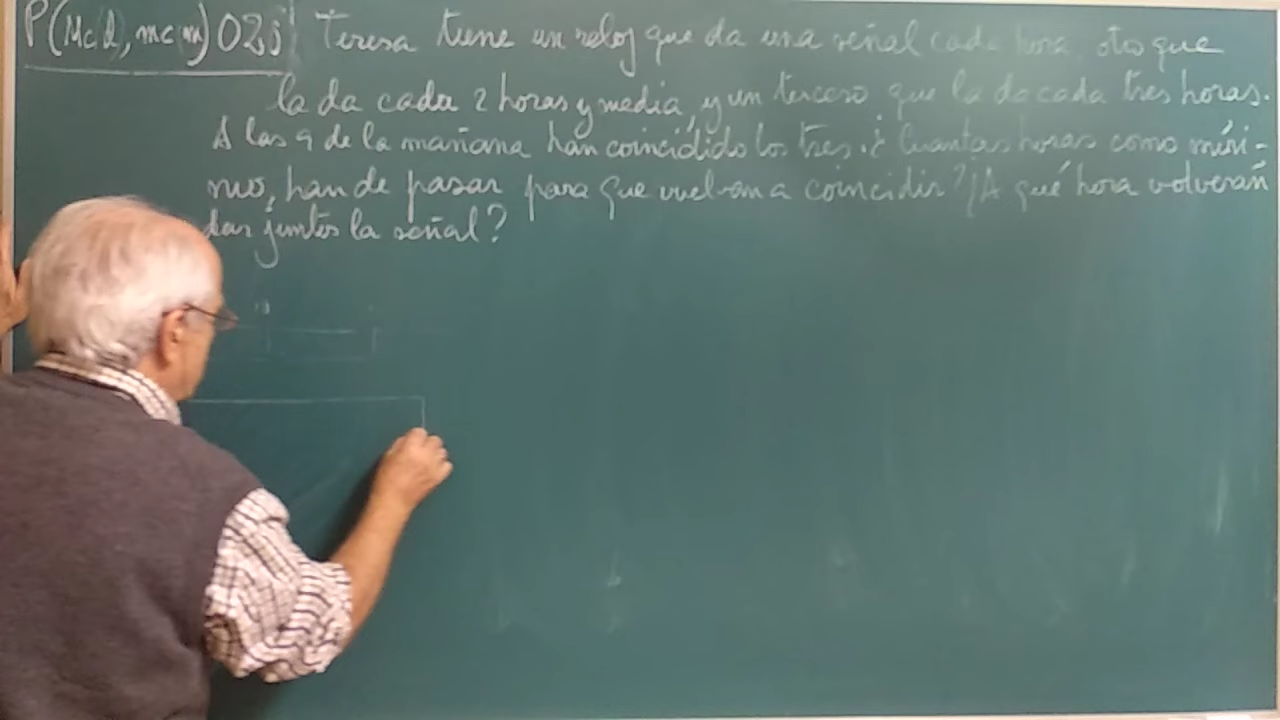 P(Mcd, mcm) 02j Teresa tiene un reloj que da una señal cada hora, otro que
la da cada 2 horas y media, y un tercero que la da cada tres horas.
A las 9 de la mañana han coincidido los tres. ¿Cuantas horas como míni-
mo, han de pasar para que vuelvan a coincidir? ¿A qué hora volverán
dar juntos la señal?